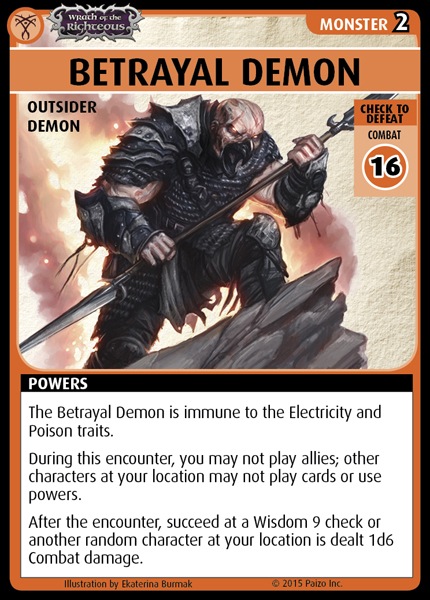 Wrath of the
Righteous
MONSTER 2
BETRAYAL DEMON
OUTSIDER
DEMON
CHECK TO
DEFEAT
COMBAT
16
POWERS
The Betrayal Demon is immune to the Electricity and
Poison traits.
During this encounter, you may not play allies; other
characters at your location may not play cards or use
powers.
After the encounter, succeed at a Wisdom 9 check or
another random character at your location is dealt 1d6
Combat damage.
Illustration by Ekaterina Burmak
© 2015 Paizo Inc.